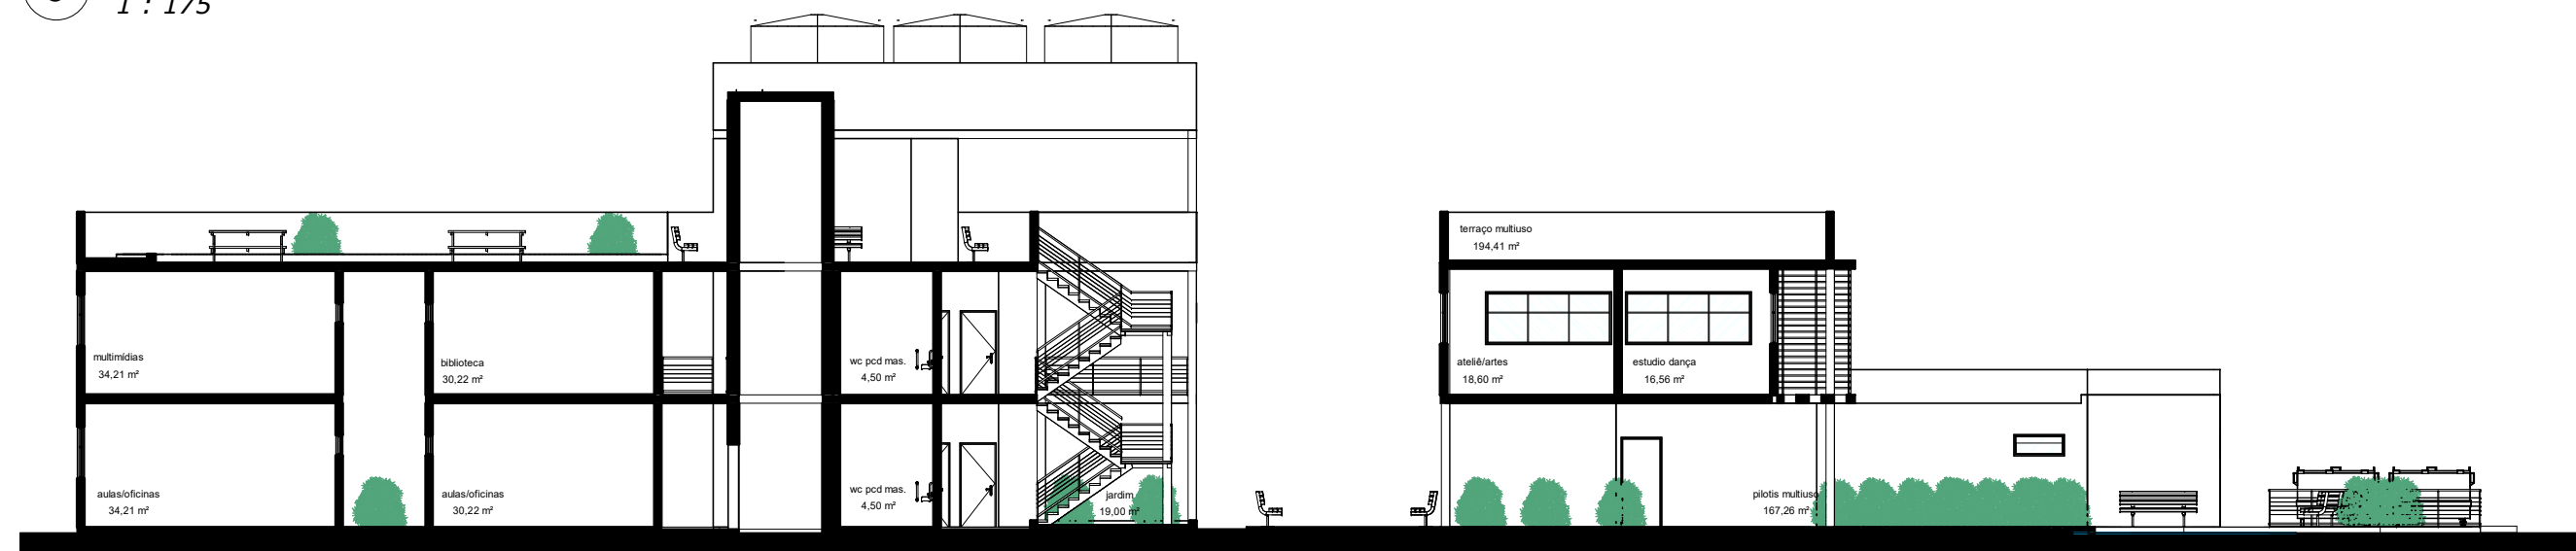 1 : 175
terraço multiuso
194,41 m²
multimídias
34,21 m²
biblioteca
30,22 m²
wc pcd mas.
4,50 m²
ateliê/artes
18,60 m²
estudio dança
16,56 m²
aulas/oficinas
34,21 m²
aulas/oficinas
30,22 m²
wc pcd mas.
4,50 m²
jardim
19,00 m²
pilotis multiuso
167,26 m²